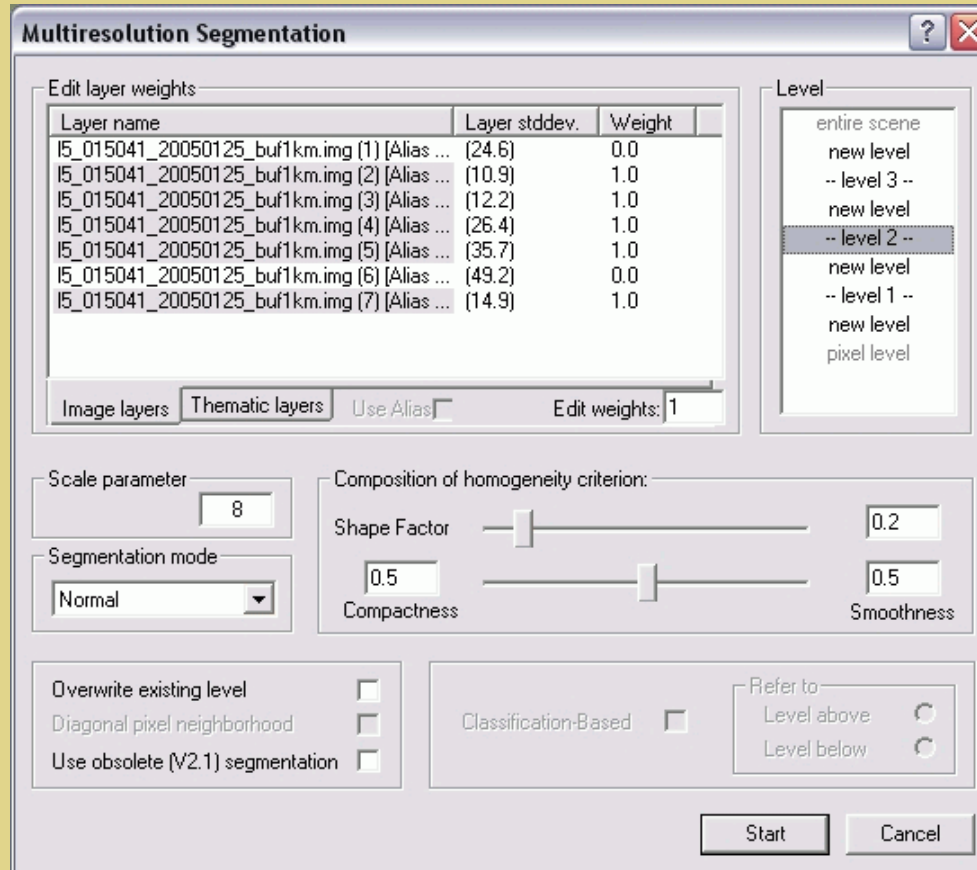 Multiresolution Segmentation
Edit layer weights
Layer name Layer stddev. Weight
l5_015041_20050125_buf1km.img (1) [Alias ... (24.6) 0.0
l5_015041_20050125_buf1km.img (2) [Alias ... (10.9) 1.0
l5_015041_20050125_buf1km.img (3) [Alias ... (12.2) 1.0
l5_015041_20050125_buf1km.img (4) [Alias ... (26.4) 1.0
l5_015041_20050125_buf1km.img (5) [Alias ... (35.7) 1.0
l5_015041_20050125_buf1km.img (6) [Alias ... (49.2) 0.0
l5_015041_20050125_buf1km.img (7) [Alias ... (14.9) 1.0
Image layers Thematic layers Use Alias Edit weights: 1
Level
entire scene
new level
-- level 3 --
new level
-- level 2 --
new level
-- level 1 --
new level
pixel level
Scale parameter
8
Segmentation mode
Normal
Composition of homogeneity criterion:
Shape Factor 0.2
0.5 0.5
Compactness Smoothness
Overwrite existing level
Diagonal pixel neighborhood
Use obsolete (V2.1) segmentation
Classification-Based
Refer to
Level above
Level below
Start Cancel